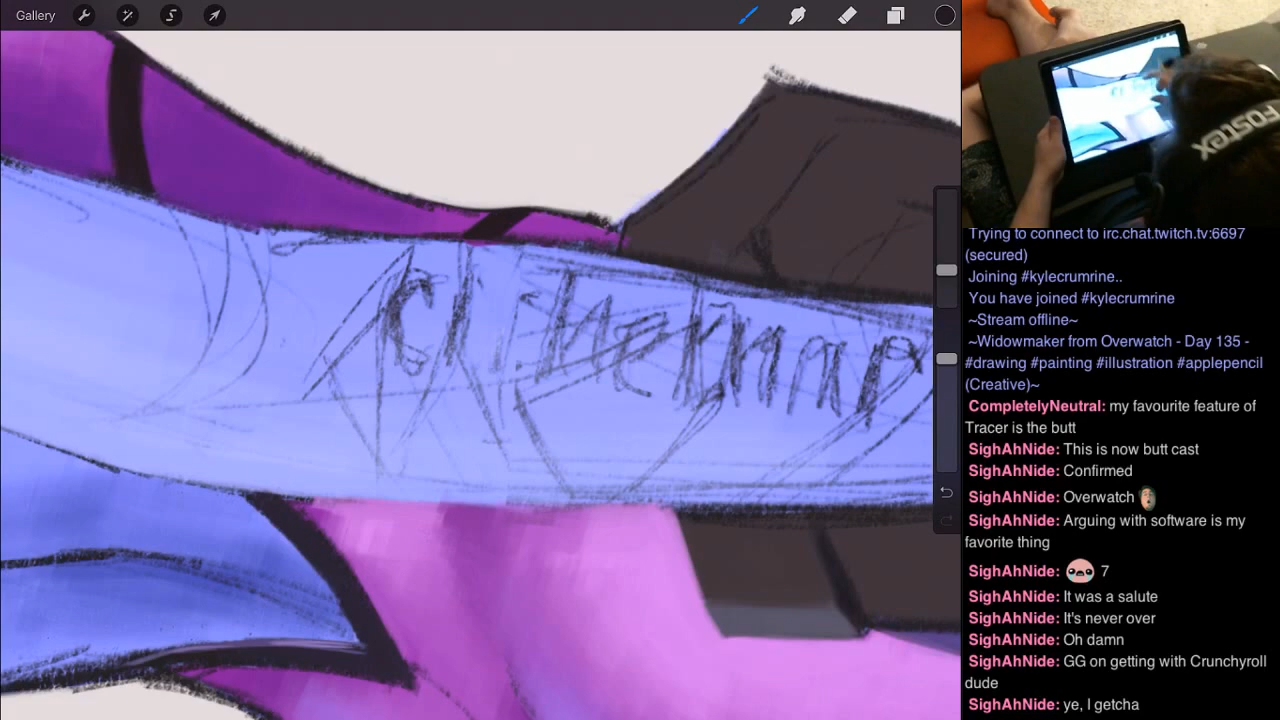 Gallery
FOSTEX
Trying to connect to irc.chat.twitch.tv:6697
(secured)
Joining #kylecrumrine..
You have joined #kylecrumrine
~Stream offline~
~Widowmaker from Overwatch - Day 135 -
#drawing #painting #illustration #applepencil
(Creative)~
CompletelyNeutral: my favourite feature of
Tracer is the butt
SighAhNide: This is now butt cast
SighAhNide: Confirmed
SighAhNide: Overwatch
SighAhNide: Arguing with software is my
favorite thing
SighAhNide: 7
SighAhNide: It was a salute
SighAhNide: It's never over
SighAhNide: Oh damn
SighAhNide: GG on getting with Crunchyroll
dude
SighAhNide: ye, I getcha